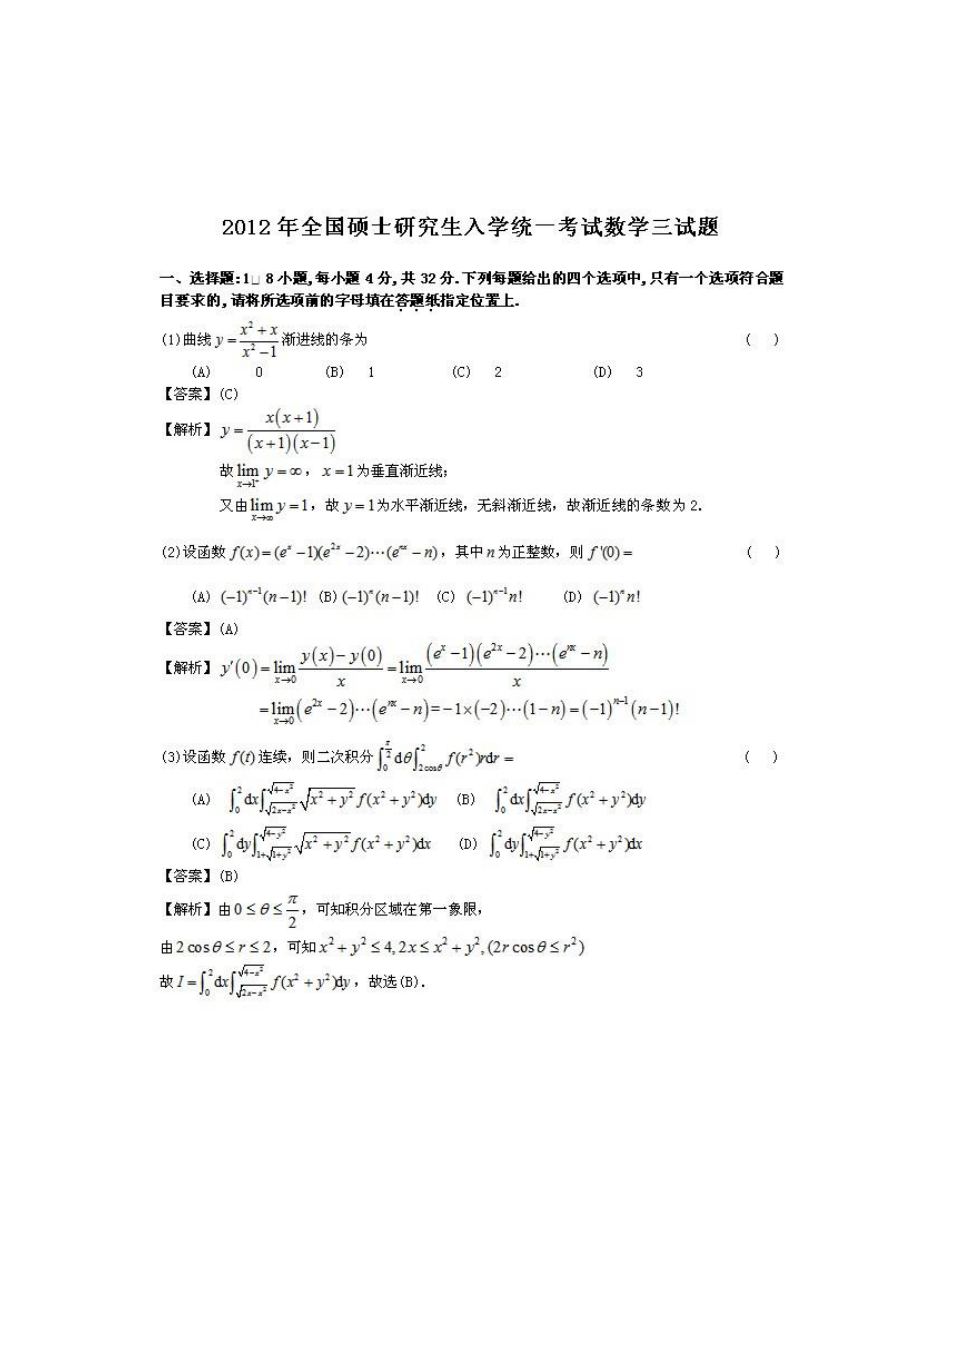 2012 年全国硕士研究生入学统一考试数学三试题
一、选择题:1□ 8 小题,每小题 4 分,共 32 分.下列每题给出的四个选项中,只有一个选项符合题
目要求的,请将所选项前的字母填在答题纸指定位置上.
(1)曲线 y = (x² + x)/(x² − 1) 渐进线的条为 ( )
(A) 0 (B) 1 (C) 2 (D) 3
【答案】(C)
【解析】y = x(x+1)/((x+1)(x−1))
故 lim_{x→1⁺} y = ∞，x = 1 为垂直渐近线;
又由 lim_{x→∞} y = 1，故 y = 1 为水平渐近线，无斜渐近线，故渐近线的条数为 2.
(2)设函数 f(x) = (eˣ − 1)(e²ˣ − 2)⋯(eⁿˣ − n)，其中 n 为正整数，则 f '(0) = ( )
(A) (−1)ⁿ⁻¹(n−1)! (B) (−1)ⁿ(n−1)! (C) (−1)ⁿ⁻¹n! (D) (−1)ⁿn!
【答案】(A)
【解析】y′(0) = lim_{x→0} (y(x) − y(0))/x = lim_{x→0} (eˣ − 1)(e²ˣ − 2)⋯(eⁿˣ − n)/x
= lim_{x→0} (e²ˣ − 2)⋯(eⁿˣ − n) = −1×(−2)⋯(1−n) = (−1)ⁿ⁻¹(n−1)!
(3)设函数 f(t) 连续，则二次积分 ∫_0^{π/2} dθ ∫_{2cosθ}^2 f(r²)rdr = ( )
(A) ∫_0^2 dx ∫_{√(2x−x²)}^{√(4−x²)} √(x² + y²) f(x² + y²)dy (B) ∫_0^2 dx ∫_{√(2x−x²)}^{√(4−x²)} f(x² + y²)dy
(C) ∫_0^2 dy ∫_{1+√(1+y²)}^{√(4−y²)} √(x² + y²) f(x² + y²)dx (D) ∫_0^2 dy ∫_{1+√(1+y²)}^{√(4−y²)} f(x² + y²)dx
【答案】(B)
【解析】由 0 ≤ θ ≤ π/2，可知积分区域在第一象限，
由 2 cos θ ≤ r ≤ 2，可知 x² + y² ≤ 4, 2x ≤ x² + y², (2r cos θ ≤ r²)
故 I = ∫_0^2 dx ∫_{√(2x−x²)}^{√(4−x²)} f(x² + y²)dy，故选(B).